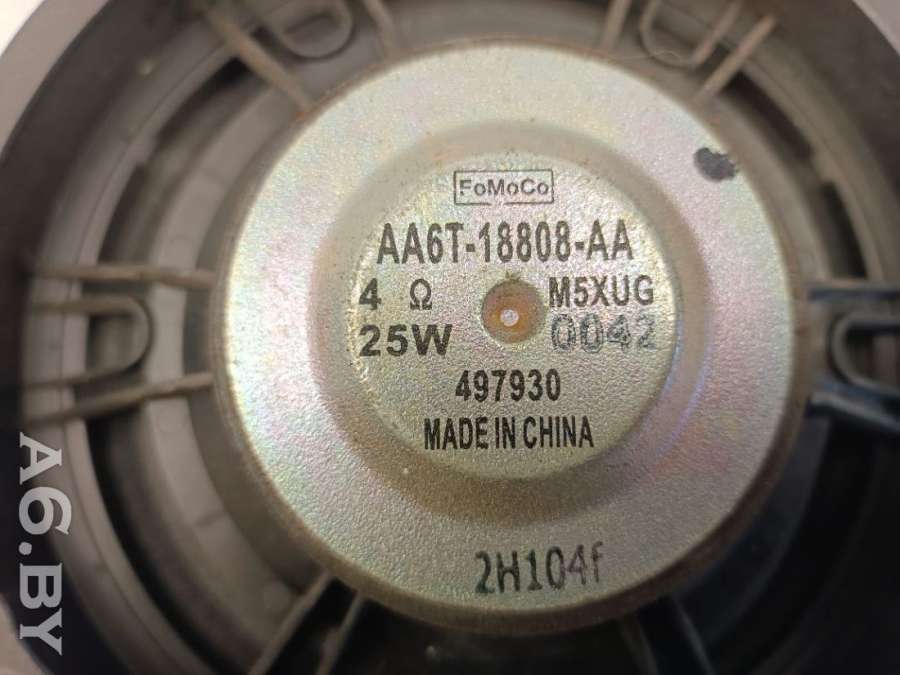 FoMoCo
AA6T-18808-AA
4 Ω M5XUG
25W 0042
497930
MADE IN CHINA
2H104f
A6.BY